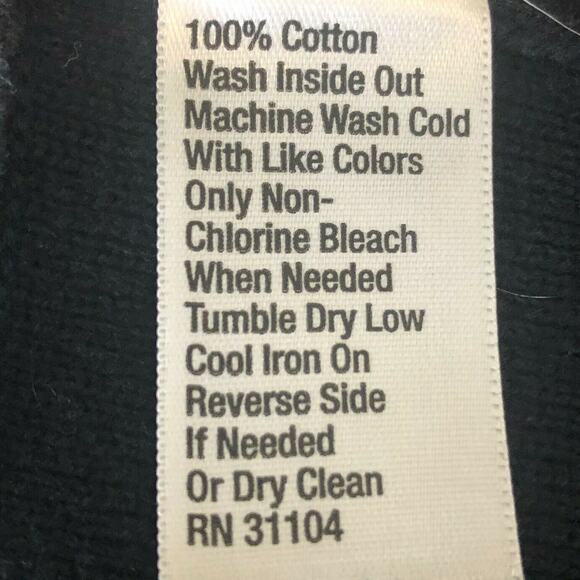 100% Cotton
Wash Inside Out
Machine Wash Cold
With Like Colors
Only Non-
Chlorine Bleach
When Needed
Tumble Dry Low
Cool Iron On
Reverse Side
If Needed
Or Dry Clean
RN 31104